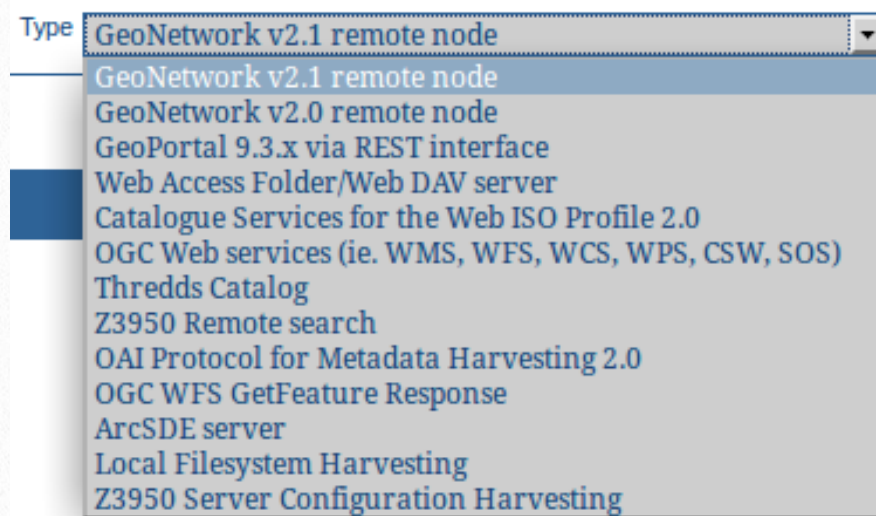 Type GeoNetwork v2.1 remote node
GeoNetwork v2.1 remote node
GeoNetwork v2.0 remote node
GeoPortal 9.3.x via REST interface
Web Access Folder/Web DAV server
Catalogue Services for the Web ISO Profile 2.0
OGC Web services (ie. WMS, WFS, WCS, WPS, CSW, SOS)
Thredds Catalog
Z3950 Remote search
OAI Protocol for Metadata Harvesting 2.0
OGC WFS GetFeature Response
ArcSDE server
Local Filesystem Harvesting
Z3950 Server Configuration Harvesting